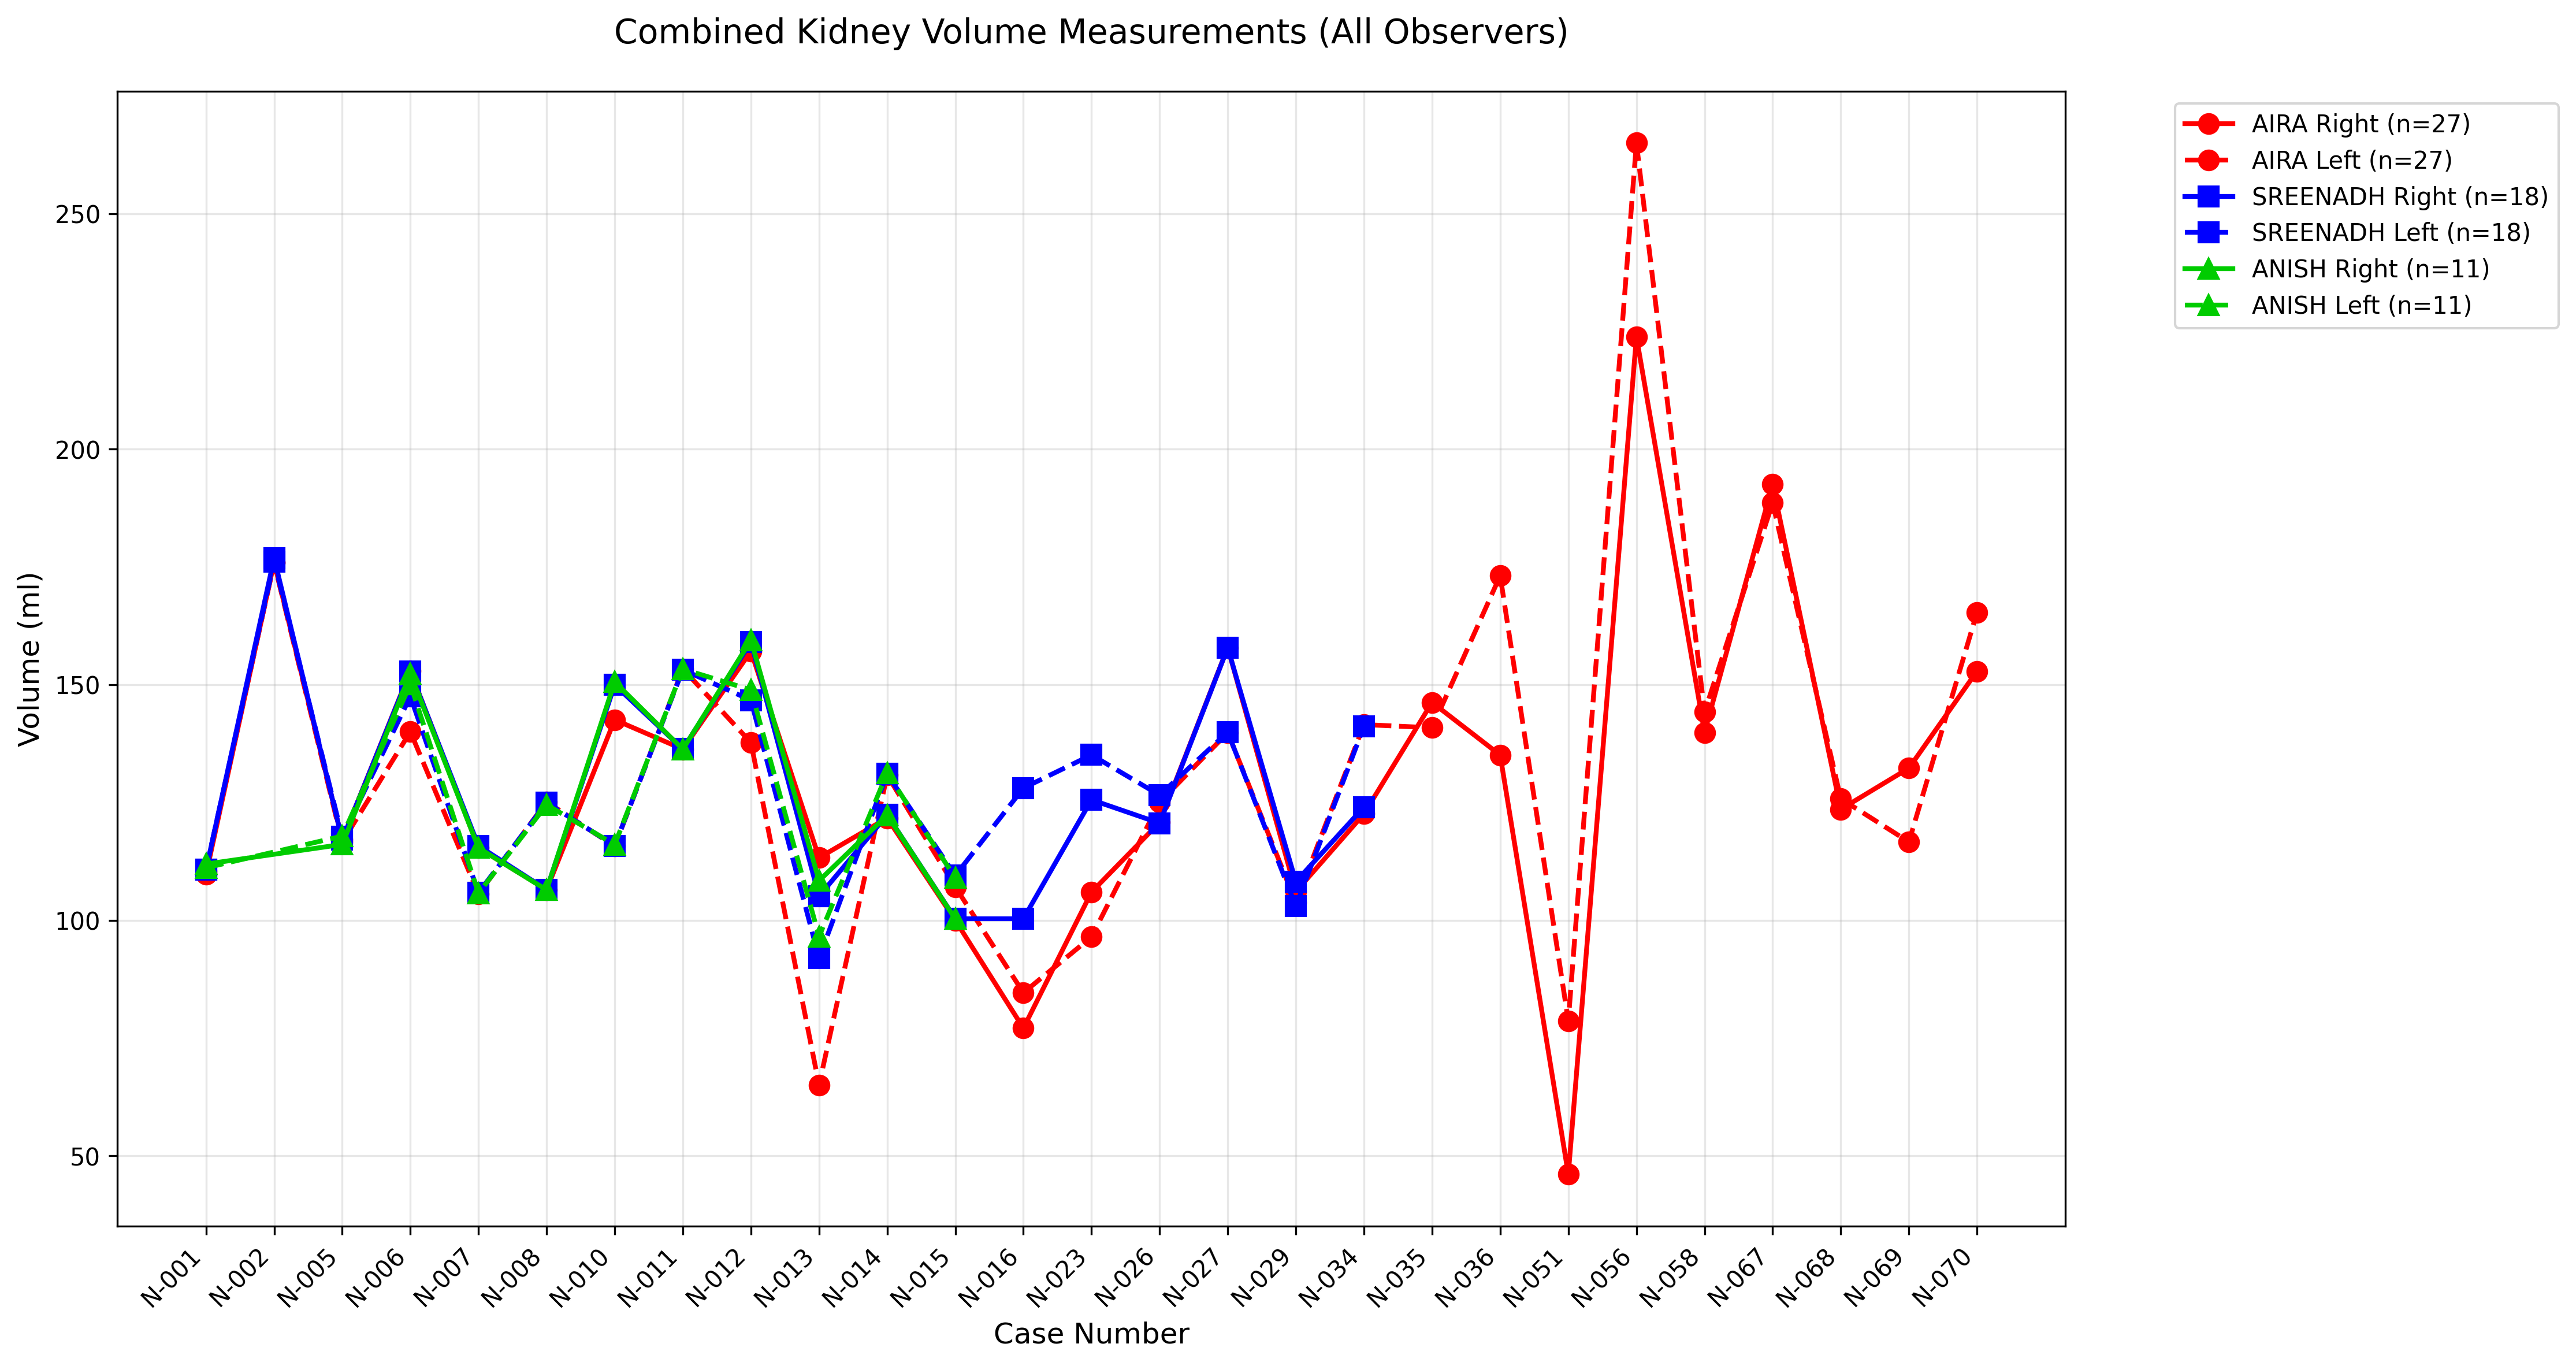 Combined Kidney Volume Measurements (All Observers)
AIRA Right (n=27)
AIRA Left (n=27)
SREENADH Right (n=18)
SREENADH Left (n=18)
ANISH Right (n=11)
ANISH Left (n=11)
Volume (ml)
250
200
150
100
50
N-001
N-002
N-005
N-006
N-007
N-008
N-010
N-011
N-012
N-013
N-014
N-015
N-016
N-023
N-026
N-027
N-029
N-034
N-035
N-036
N-051
N-056
N-058
N-067
N-068
N-069
N-070
Case Number